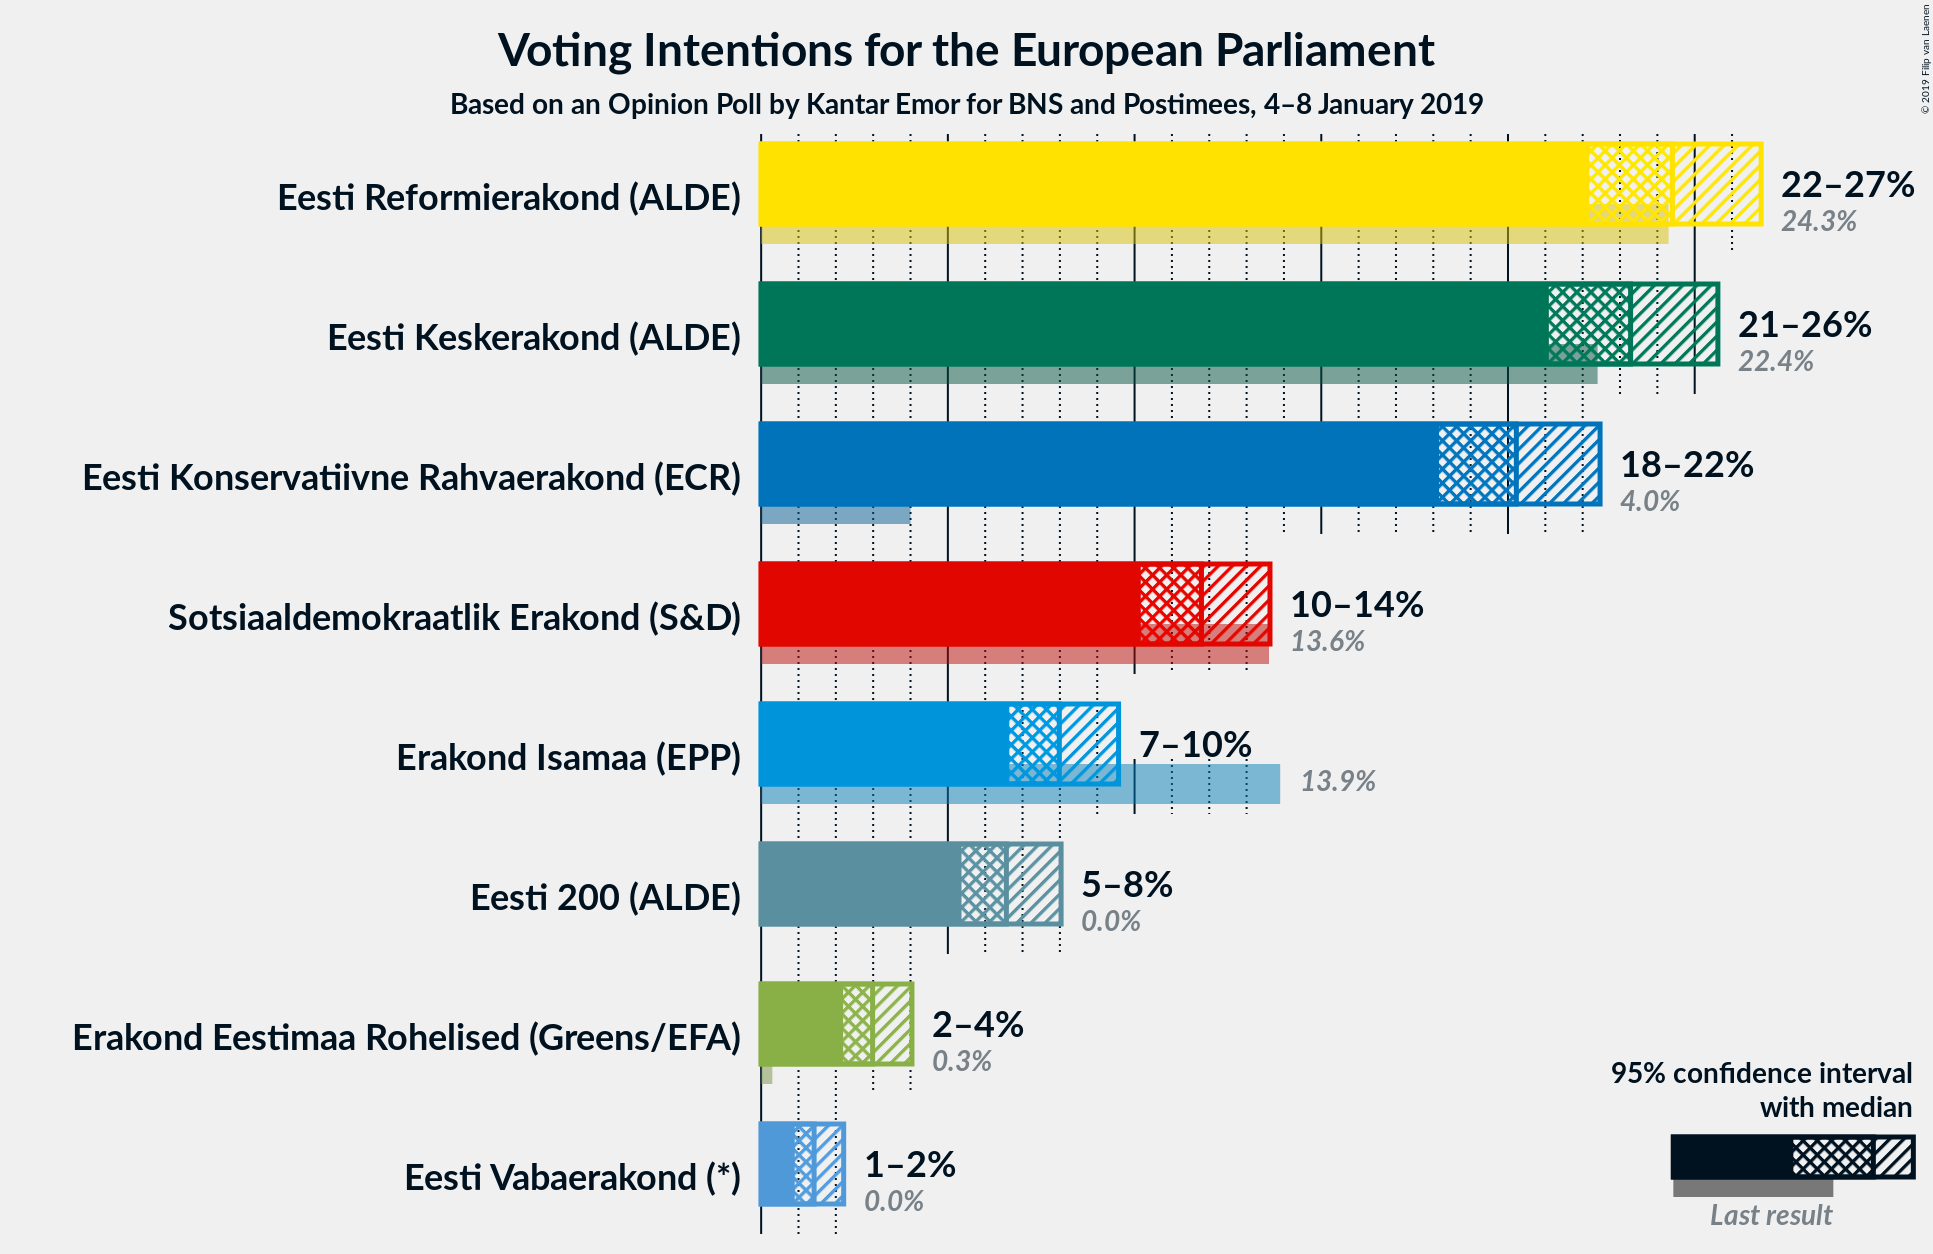 Voting Intentions for the European Parliament
Based on an Opinion Poll by Kantar Emor for BNS and Postimees, 4–8 January 2019
© 2019 Filip van Laenen
Eesti Reformierakond (ALDE)
22–27%
24.3%
Eesti Keskerakond (ALDE)
21–26%
22.4%
Eesti Konservatiivne Rahvaerakond (ECR)
18–22%
4.0%
Sotsiaaldemokraatlik Erakond (S&D)
10–14%
13.6%
Erakond Isamaa (EPP)
7–10%
13.9%
Eesti 200 (ALDE)
5–8%
0.0%
Erakond Eestimaa Rohelised (Greens/EFA)
2–4%
0.3%
Eesti Vabaerakond (*)
1–2%
0.0%
95% confidence interval
with median
Last result